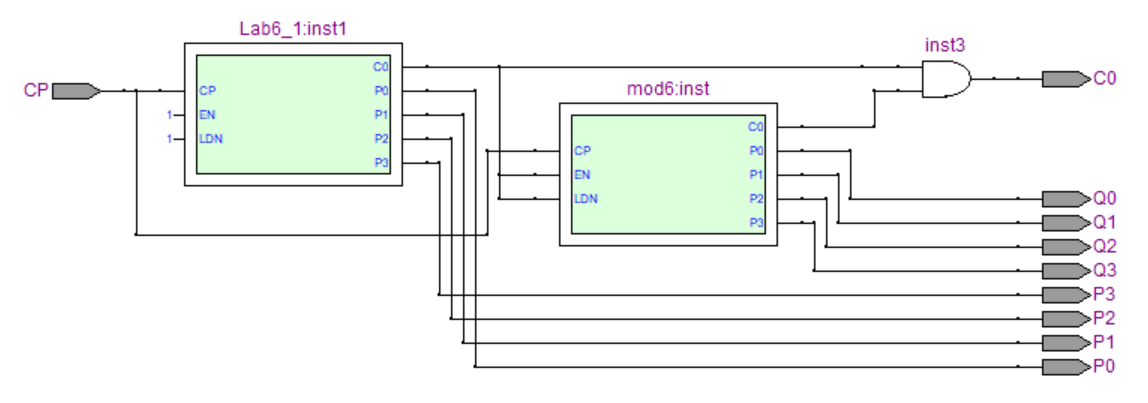 Lab6_1:inst1
inst3
CP
CP
EN
LDN
1
1
C0
P0
P1
P2
P3
mod6:inst
CP
EN
LDN
C0
P0
P1
P2
P3
C0
Q0
Q1
Q2
Q3
P3
P2
P1
P0